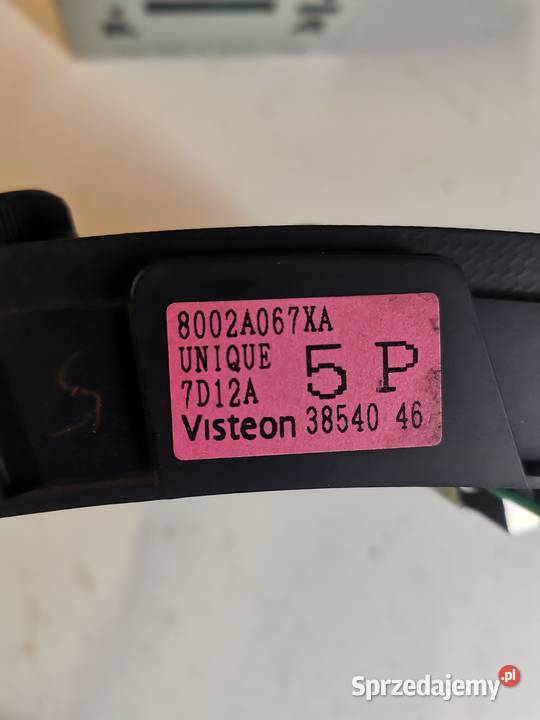 8002A067XA
UNIQUE
7D12A
5 P
Visteon 38540 46
S
Sprzedajemy.pl